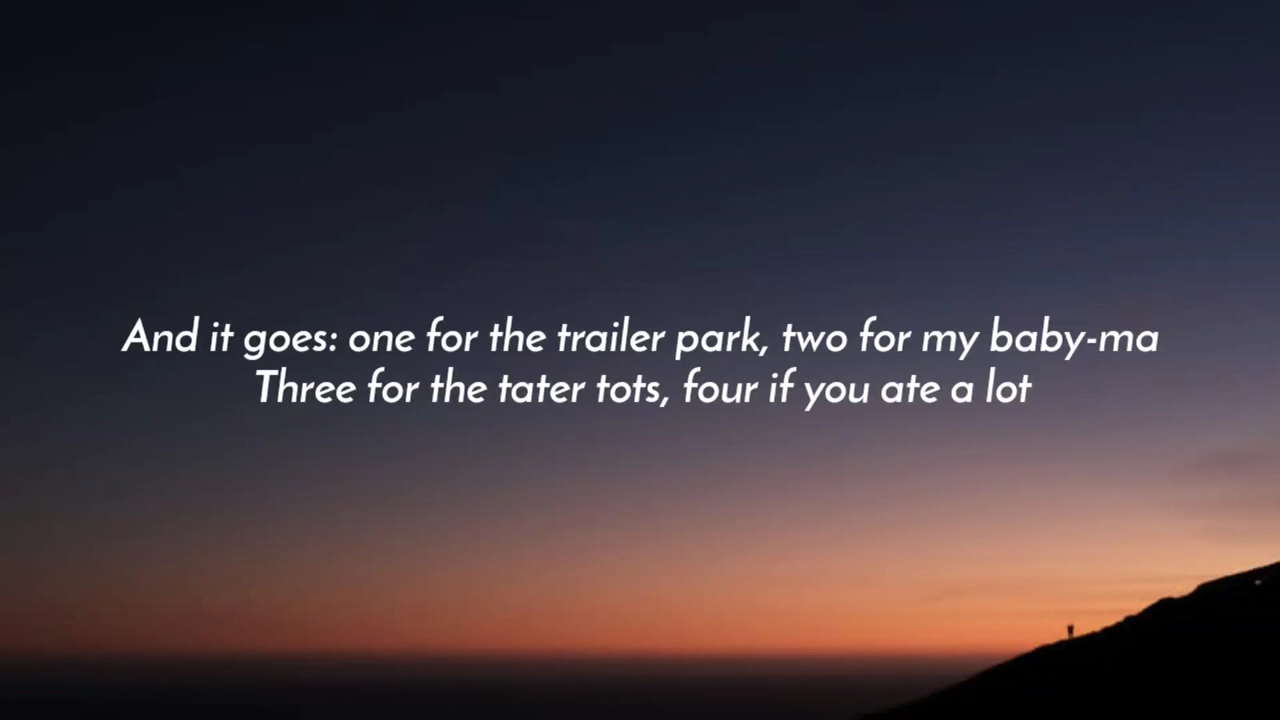 And it goes: one for the trailer park, two for my baby-ma
Three for the tater tots, four if you ate a lot